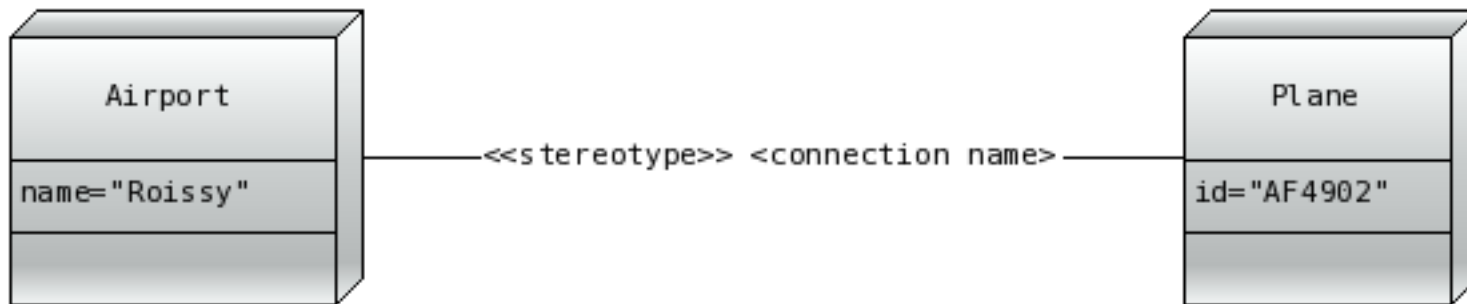 Airport
<<stereotype>> <connection name>
Plane
name="Roissy"
id="AF4902"